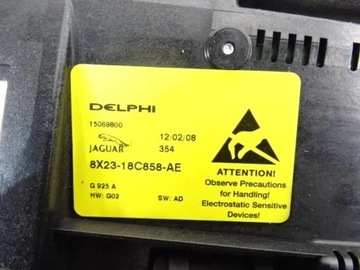 DELPHI
15069800
12/02/08
JAGUAR 354
8X23-18C858-AE
G 925 A
HW: G02 SW: AD
ATTENTION!
Observe Precautions
for Handling!
Electrostatic Sensitive
Devices!